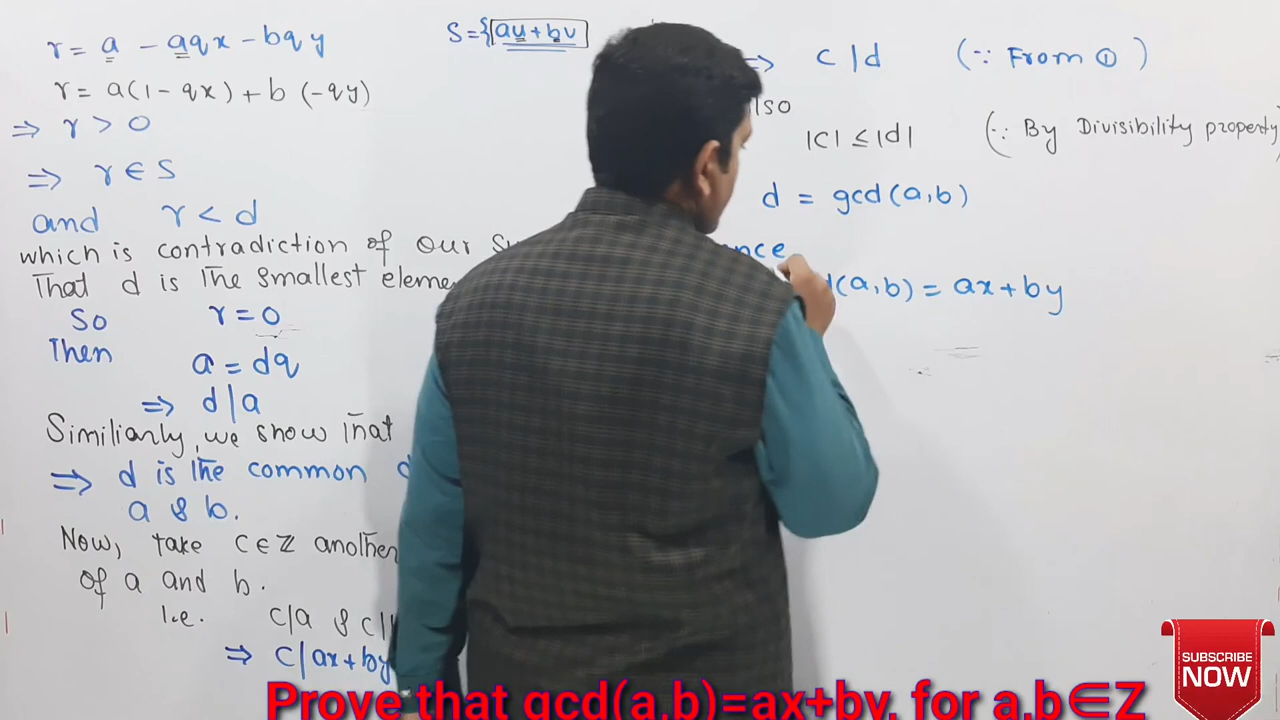 r = a - aqx - bqy
r = a(1 - qx) + b (-qy)
⇒ r > 0
⇒ r ∈ S
and r < d
which is contradiction of our
That d is the smallest
So r = 0
Then a = dq
⇒ d | a
Similianly, we show that
⇒ d is the common
a & b.
Now, take c ∈ Z another
of a and b.
I.e. c/a &
⇒ c | ax + by
S = { au + bv
⇒ c | d (∵ From ①)
|c| ≤ |d| (∵ By Divisibility property
d = gcd (a, b)
(a, b) = ax + by
SUBSCRIBE
NOW
Prove that gcd(a,b)=ax+by, for a,b∈Z